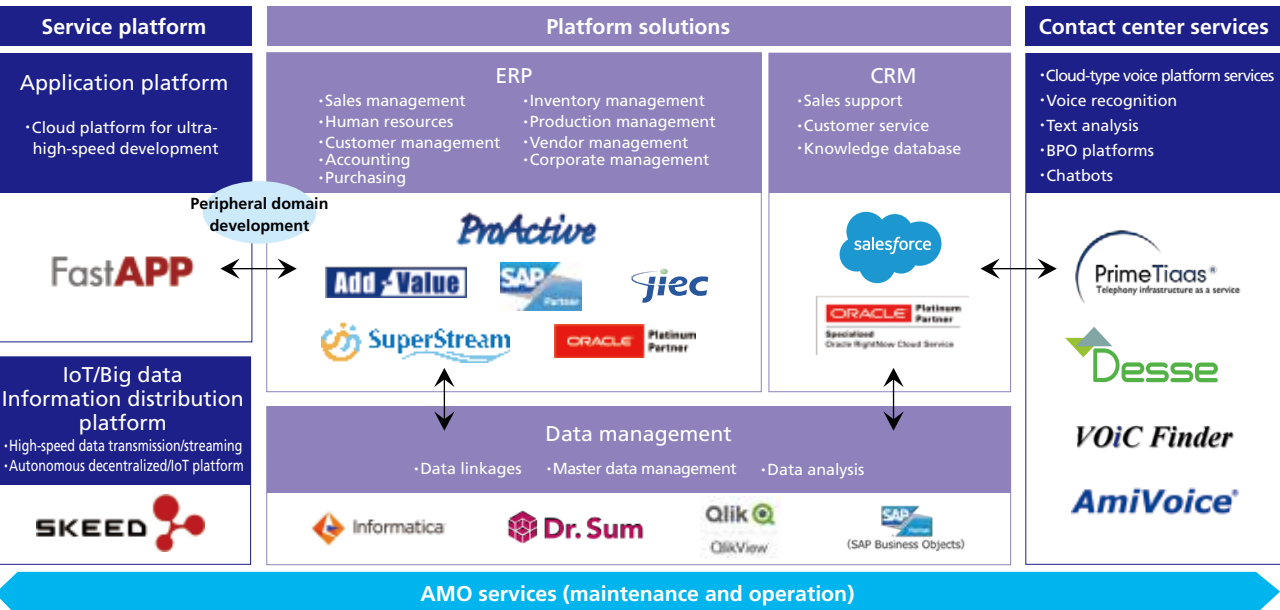 Service platform
Platform solutions
Contact center services
Application platform
・Cloud platform for ultra-
high-speed development
Peripheral domain
development
FastAPP
IoT/Big data
Information distribution
platform
・High-speed data transmission/streaming
・Autonomous decentralized/IoT platform
SKEED
ERP
・Sales management
・Human resources
・Customer management
・Accounting
・Purchasing
・Inventory management
・Production management
・Vendor management
・Corporate management
ProActive
Add Value
SAP
Partner
jiec
SuperStream
ORACLE
Platinum
Partner
CRM
・Sales support
・Customer service
・Knowledge database
salesforce
ORACLE
Platinum
Partner
Specialized
Oracle RightNow Cloud Service
Data management
・Data linkages ・Master data management ・Data analysis
Informatica
Dr. Sum
Qlik
QlikView
SAP
(SAP Business Objects)
・Cloud-type voice platform services
・Voice recognition
・Text analysis
・BPO platforms
・Chatbots
PrimeTiaas®
Telephony infrastructure as a service
Desse
VOiC Finder
AmiVoice®
AMO services (maintenance and operation)